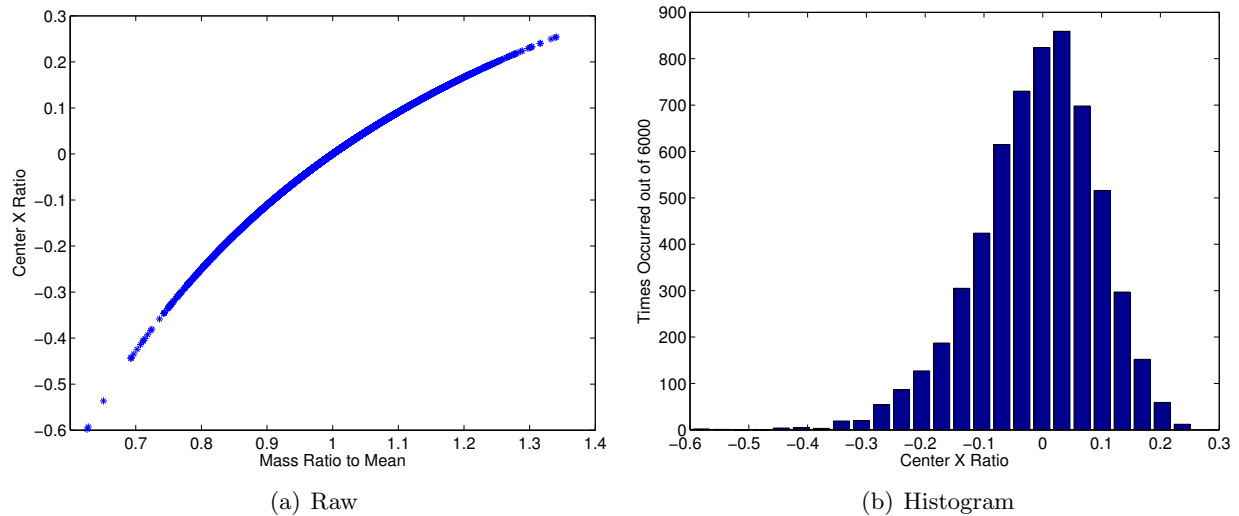 0.3
0.2
0.1
0
−0.1
−0.2
−0.3
−0.4
−0.5
−0.6
Center X Ratio
0.7 0.8 0.9 1 1.1 1.2 1.3 1.4
Mass Ratio to Mean
(a) Raw
900
800
700
600
500
400
300
200
100
0
Times Occurred out of 6000
−0.6 −0.5 −0.4 −0.3 −0.2 −0.1 0 0.1 0.2 0.3
Center X Ratio
(b) Histogram